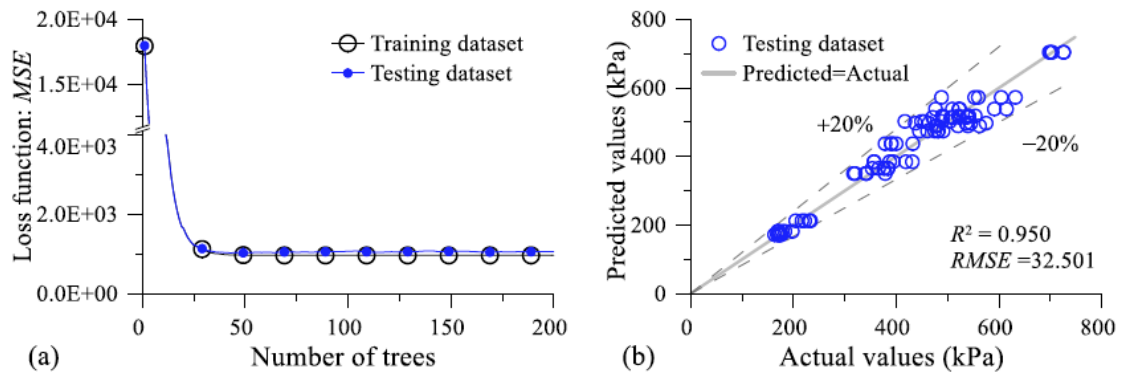 2.0E+04
1.5E+04
4.0E+03
2.0E+03
0.0E+00
Loss function: MSE
Training dataset
Testing dataset
0 50 100 150 200
(a) Number of trees
800
600
400
200
0
Predicted values (kPa)
Testing dataset
Predicted=Actual
+20%
−20%
R² = 0.950
RMSE =32.501
0 200 400 600 800
(b) Actual values (kPa)